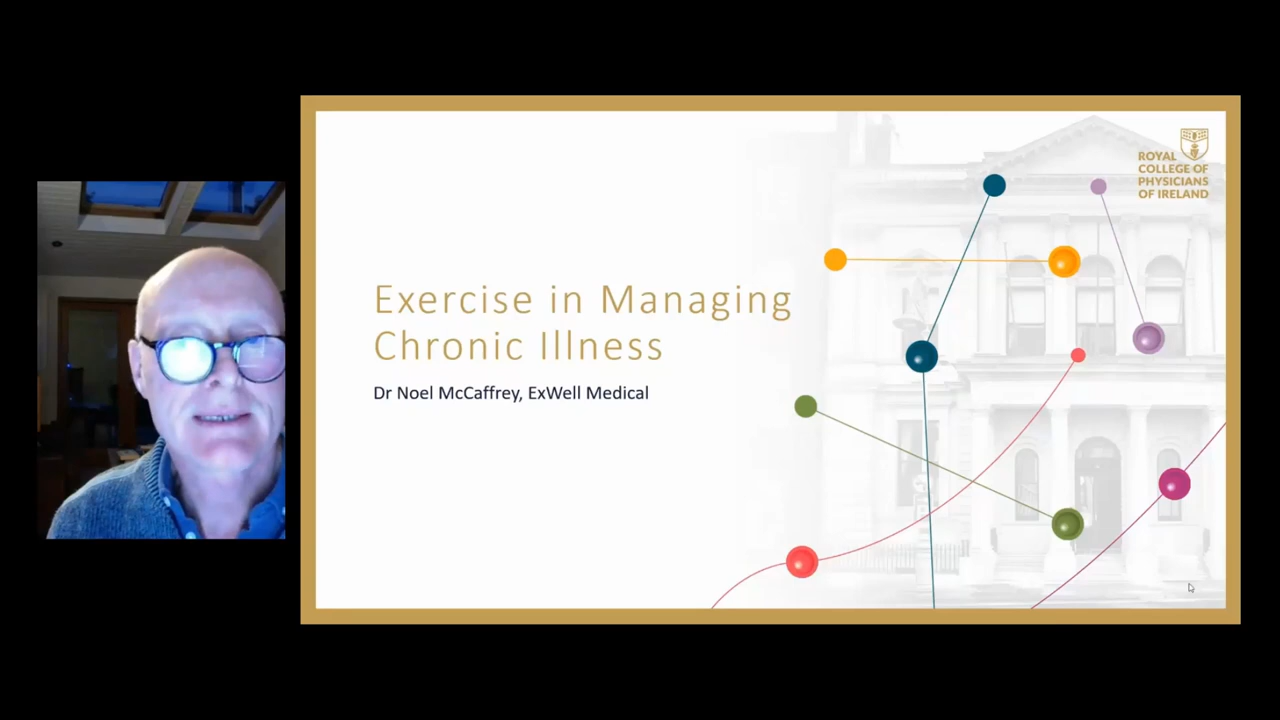 ROYAL
COLLEGE OF
PHYSICIANS
OF IRELAND
Exercise in Managing
Chronic Illness
Dr Noel McCaffrey, ExWell Medical